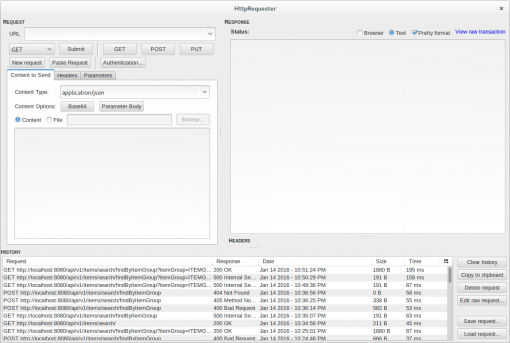 HttpRequester
REQUEST
URL
GET Submit GET POST PUT
New request Paste Request Authentication...
Content to Send Headers Parameters
Content Type: application/json
Content Options: Base64 Parameter Body
Content File Browse...
RESPONSE
Status: Browser Text Pretty format View raw transaction
HEADERS
HISTORY
Request Response Date Size Time
GET http://localhost:8080/api/v1/items/search/findByItemGroup?itemGroup=ITEMG... 200 OK Jan 14 2016 - 10:51:24 PM 1880 B 195 ms
GET http://localhost:8080/api/v1/items/search/findByItemGroup?itemGroup=ITEMG... 500 Internal Se... Jan 14 2016 - 10:50:29 PM 191 B 158 ms
GET http://localhost:8080/api/v1/items/search/findByItemGroup?itemGroup=ITEMG... 500 Internal Se... Jan 14 2016 - 10:49:36 PM 191 B 87 ms
POST http://localhost:8080/api/v1/items/search/findByItemGroup 404 Not Found Jan 14 2016 - 10:36:56 PM 0 B 58 ms
POST http://localhost:8080/api/v1/items/search/findByItemGroup 405 Method No... Jan 14 2016 - 10:36:25 PM 338 B 55 ms
POST http://localhost:8080/api/v1/items/search/findByItemGroup 400 Bad Request Jan 14 2016 - 10:36:14 PM 582 B 53 ms
GET http://localhost:8080/api/v1/items/search/findByItemGroup 500 Internal Se... Jan 14 2016 - 10:35:07 PM 191 B 63 ms
GET http://localhost:8080/api/v1/items/search/ 200 OK Jan 14 2016 - 10:34:56 PM 211 B 45 ms
GET http://localhost:8080/api/v1/items/search/findByItemGroup?itemGroup=ITEMG... 200 OK Jan 14 2016 - 10:25:01 PM 1880 B 87 ms
POST http://localhost:8080/api/v1/items/search/findByItemGroup 400 Bad Request Jan 14 2016 - 10:24:48 PM 666 B 37 ms
Clear history
Copy to clipboard
Delete request
Edit raw request...
Save request...
Load request...